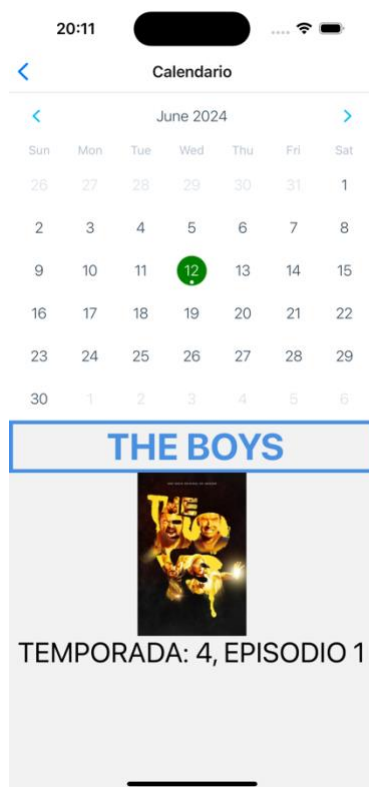 20:11
Calendario
June 2024
Sun Mon Tue Wed Thu Fri Sat
26 27 28 29 30 31 1
2 3 4 5 6 7 8
9 10 11 12 13 14 15
16 17 18 19 20 21 22
23 24 25 26 27 28 29
30 1 2 3 4 5 6
THE BOYS
THE
BOYS
TEMPORADA: 4, EPISODIO 1